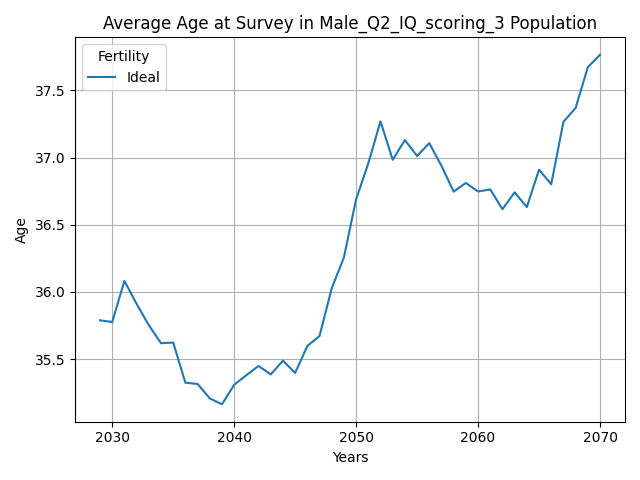 Average Age at Survey in Male_Q2_IQ_scoring_3 Population
Fertility
Ideal
37.5
37.0
36.5
36.0
35.5
Age
2030 2040 2050 2060 2070
Years